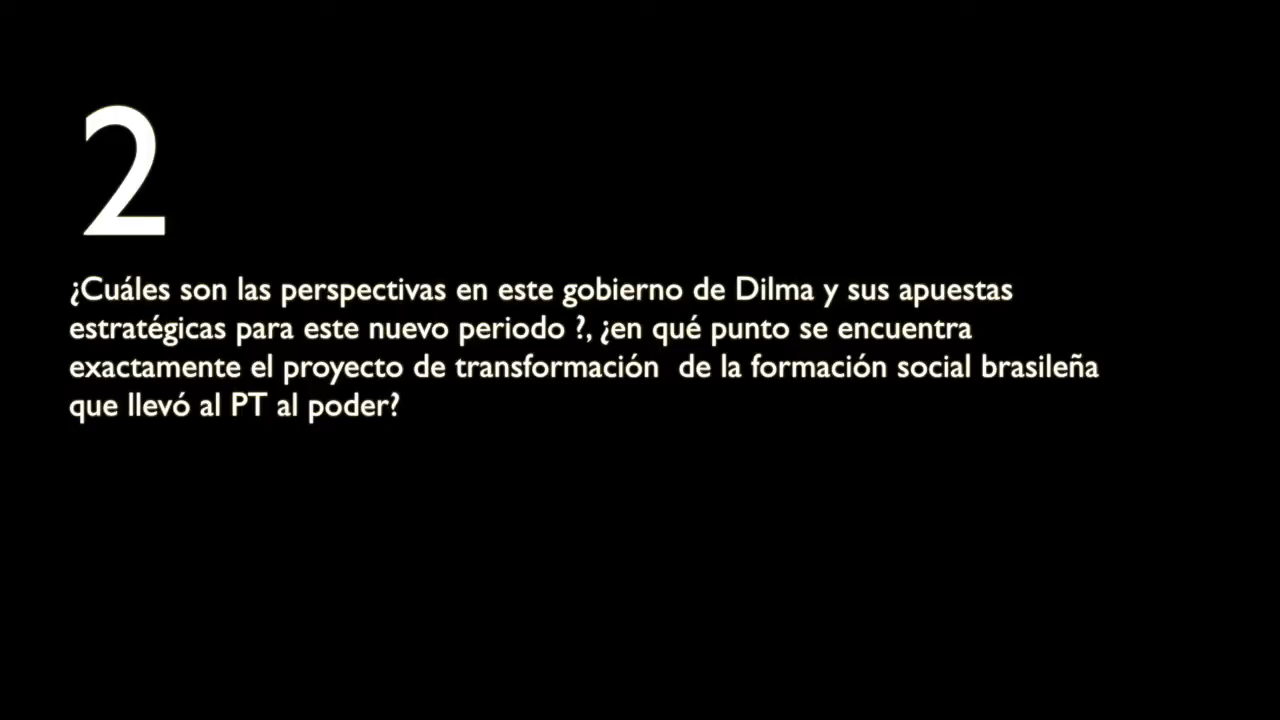 2
¿Cuáles son las perspectivas en este gobierno de Dilma y sus apuestas
estratégicas para este nuevo periodo ?, ¿en qué punto se encuentra
exactamente el proyecto de transformación  de la formación social brasileña
que llevó al PT al poder?